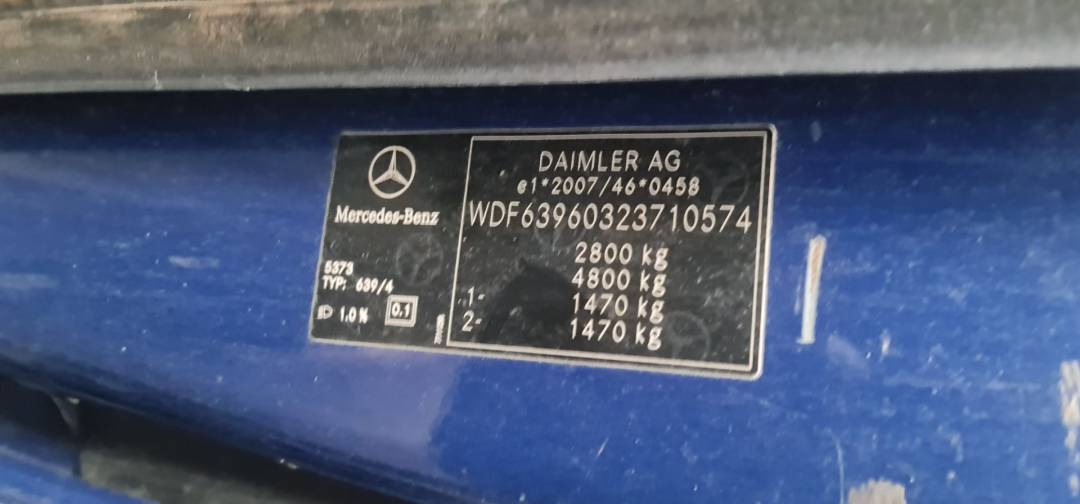 Mercedes-Benz
5373
TYP: 639/4
1.0 %
0.1
DAIMLER AG
e1*2007/46*0458
WDF63960323710574
2800 kg
4800 kg
1- 1470 kg
2- 1470 kg